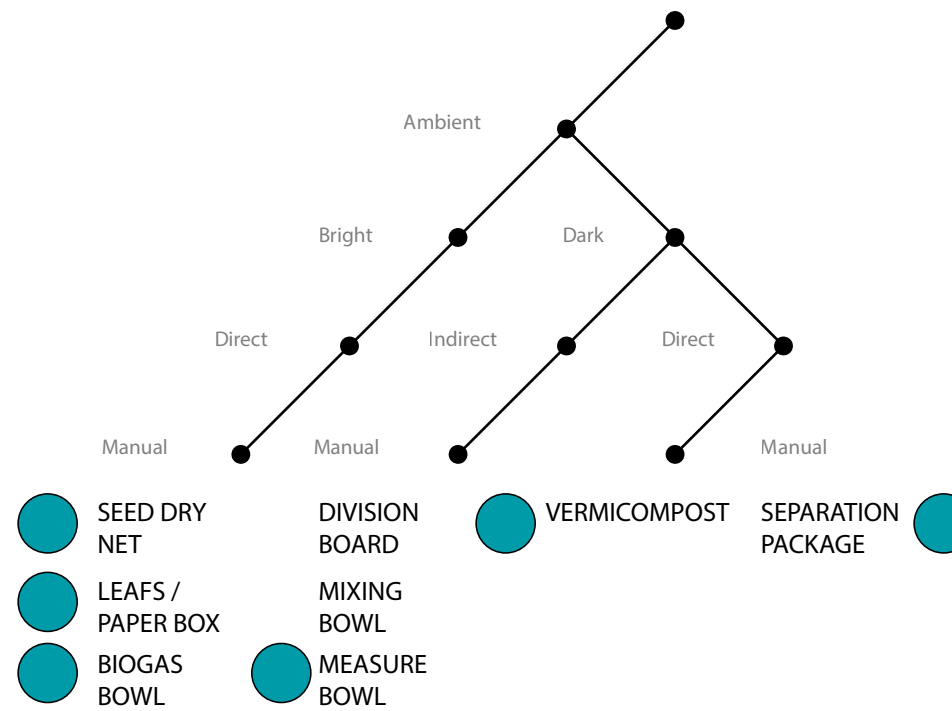 Ambient
Bright
Dark
Direct
Indirect
Direct
Manual
Manual
Manual
SEED DRY
NET
DIVISION
BOARD
VERMICOMPOST
SEPARATION
PACKAGE
LEAFS /
PAPER BOX
MIXING
BOWL
BIOGAS
BOWL
MEASURE
BOWL